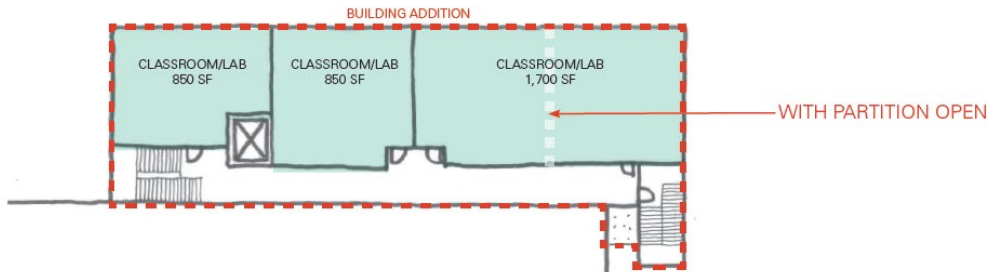 BUILDING ADDITION
CLASSROOM/LAB
850 SF
CLASSROOM/LAB
850 SF
CLASSROOM/LAB
1,700 SF
WITH PARTITION OPEN